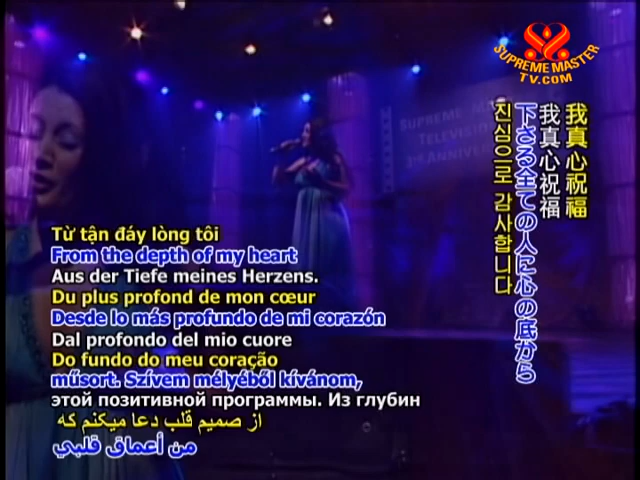 SUPREME MASTER
TV.COM
SUPREME
TELEVISION
我真心祝福
我真心祝福
下さる全ての人に心の底から
진심으로 감사합니다
Từ tận đáy lòng tôi
From the depth of my heart
Aus der Tiefe meines Herzens.
Du plus profond de mon cœur
Desde lo más profundo de mi corazón
Dal profondo del mio cuore
Do fundo do meu coração
műsort. Szívem mélyéből kívánom,
этой позитивной программы. Из глубин
از صمیم قلب دعا میکنم که
من أعماق قلبي